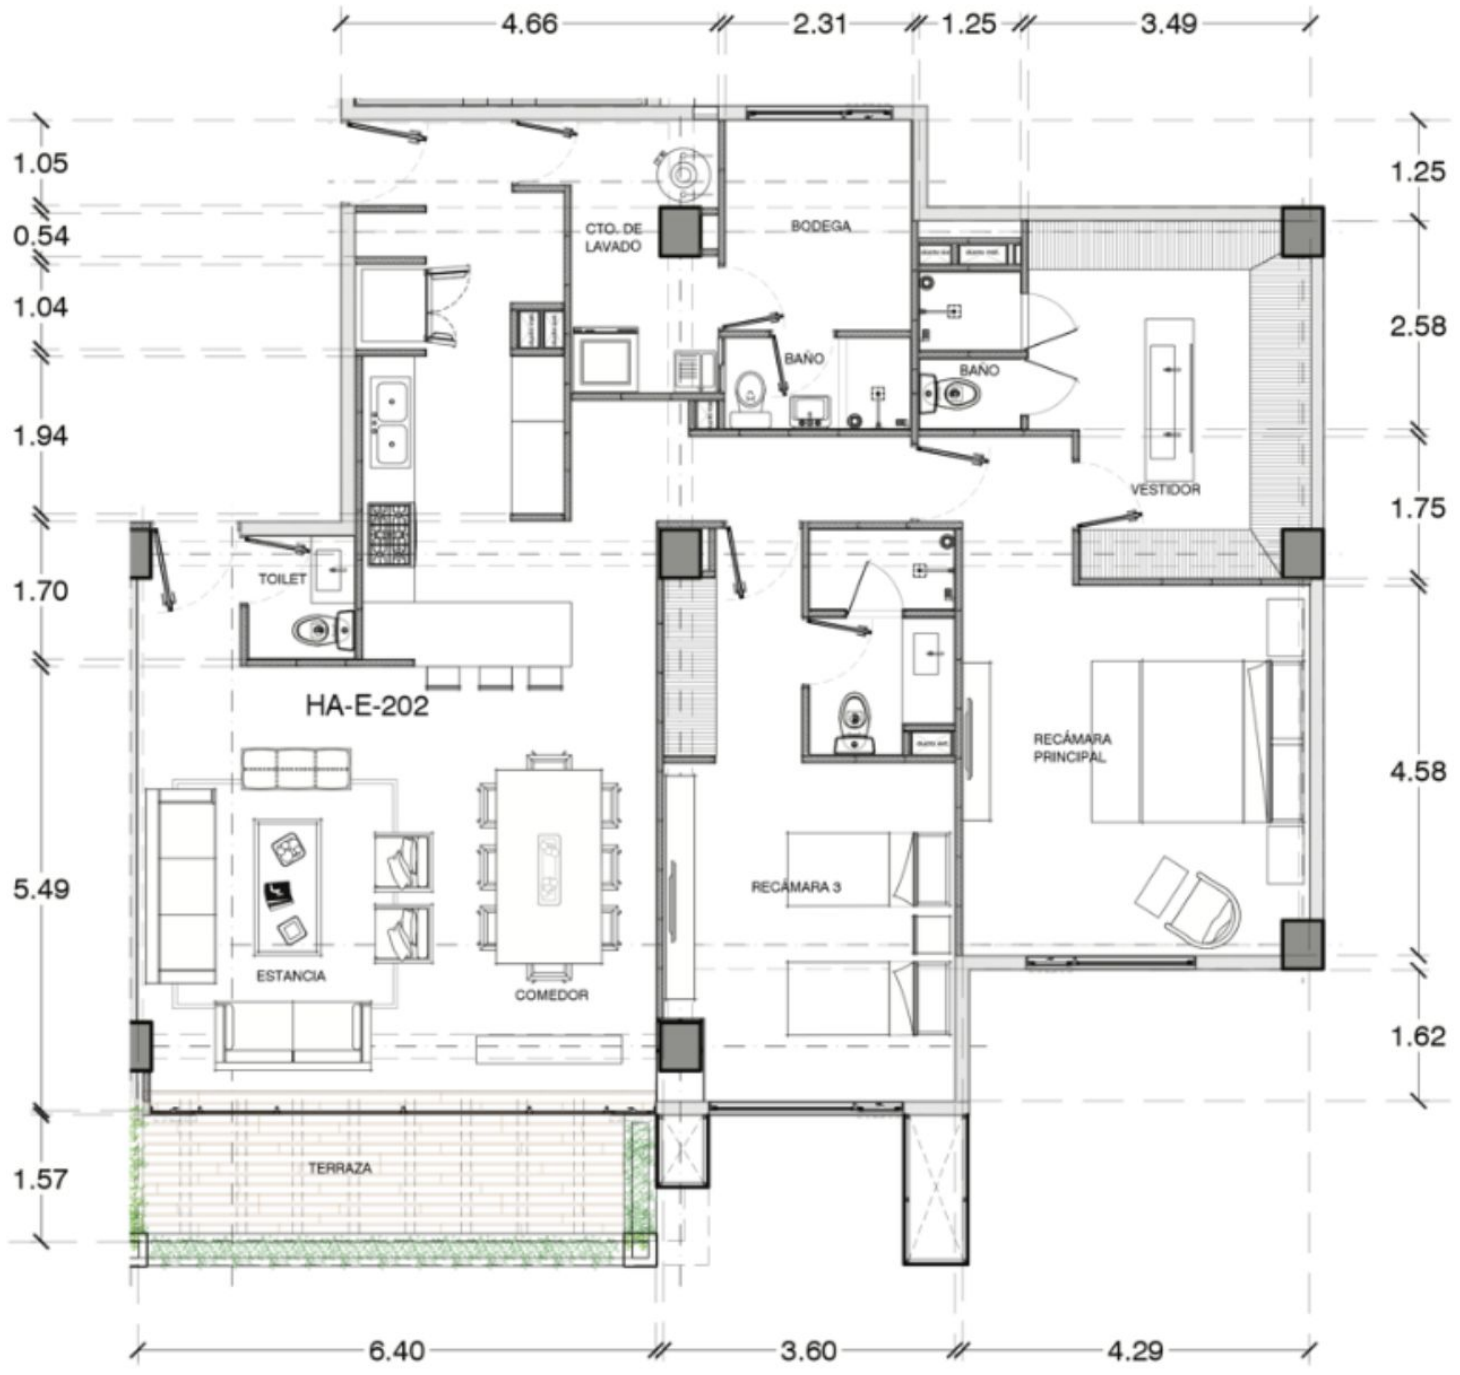 4.66
2.31
1.25
3.49
1.05
0.54
1.04
1.94
1.70
5.49
1.57
1.25
2.58
1.75
4.58
1.62
CTO. DE
LAVADO
BODEGA
BAÑO
BAÑO
VESTIDOR
TOILET
HA-E-202
RECÁMARA
PRINCIPAL
RECÁMARA 3
ESTANCIA
COMEDOR
TERRAZA
6.40
3.60
4.29